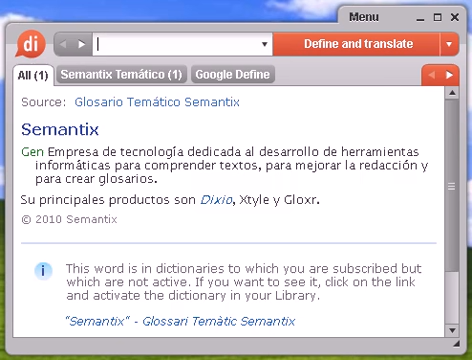 Menu
di
Define and translate
All (1)
Semantix Temático (1)
Google Define
Source: Glosario Temático Semantix
Semantix
Gen Empresa de tecnología dedicada al desarrollo de herramientas
informáticas para comprender textos, para mejorar la redacción y
para crear glosarios.
Su principales productos son Dixio, Xtyle y Gloxr.
© 2010 Semantix
i
This word is in dictionaries to which you are subscribed but
which are not active. If you want to see it, click on the link
and activate the dictionary in your Library.
"Semantix" - Glossari Temàtic Semantix